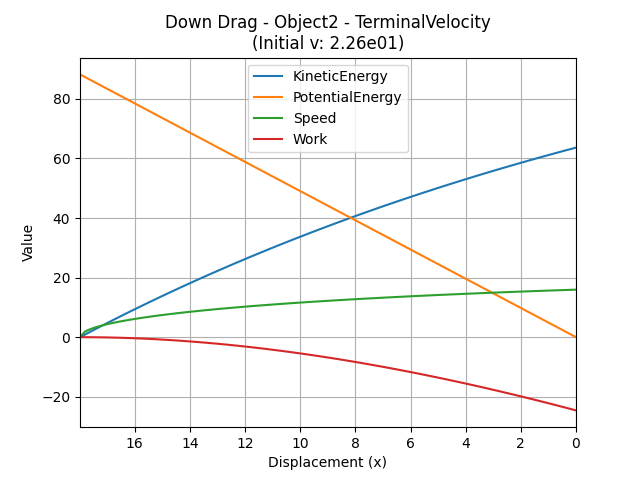 Down Drag - Object2 - TerminalVelocity
(Initial v: 2.26e01)
KineticEnergy
PotentialEnergy
Speed
Work
Value
80
60
40
20
0
−20
16 14 12 10 8 6 4 2 0
Displacement (x)